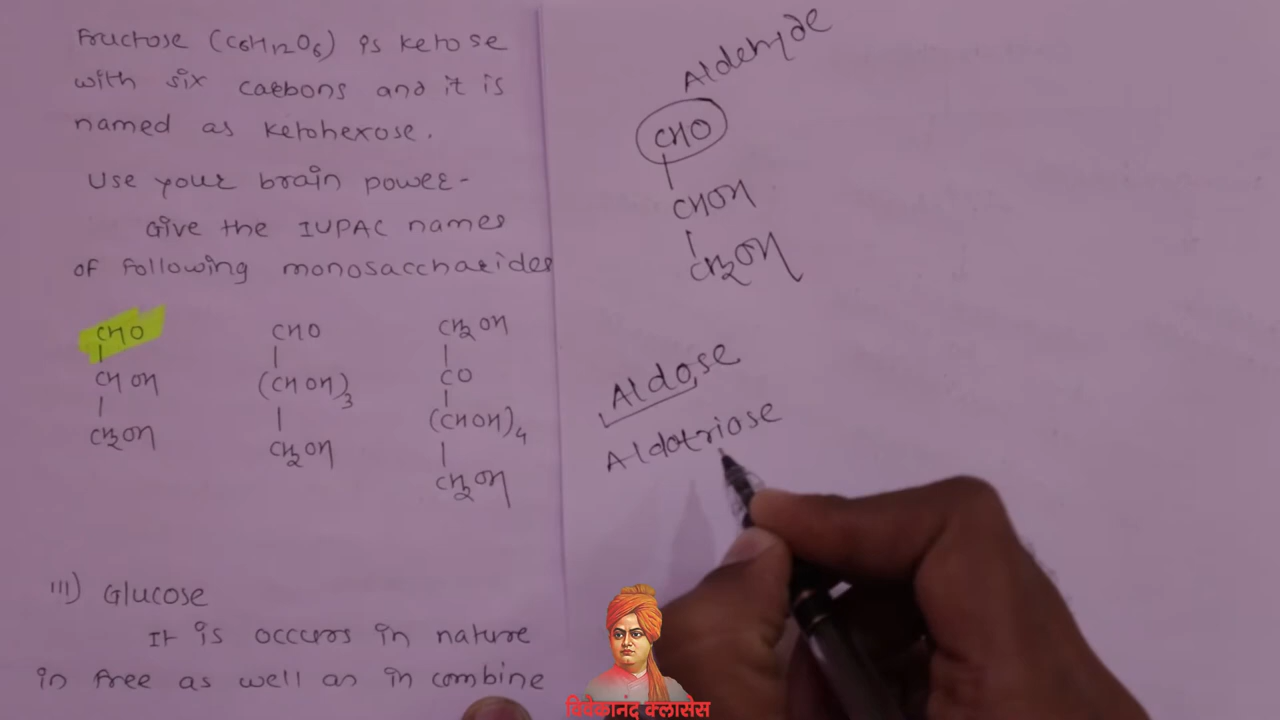 Fructose (C6H12O6) is ketose
with six carbons and it is
named as ketohexose.
Use your brain power-
Give the IUPAC names
of following monosaccharides
CHO
CHOH
CH2OH
CHO
(CHOH)3
CH2OH
CH2OH
CO
(CHOH)4
CH2OH
III) Glucose
It is occurs in nature
in free as well as in combine
Aldehyde
CHO
CHOH
CH2OH
Aldose
Aldotriose
विवेकानंद क्लासेस